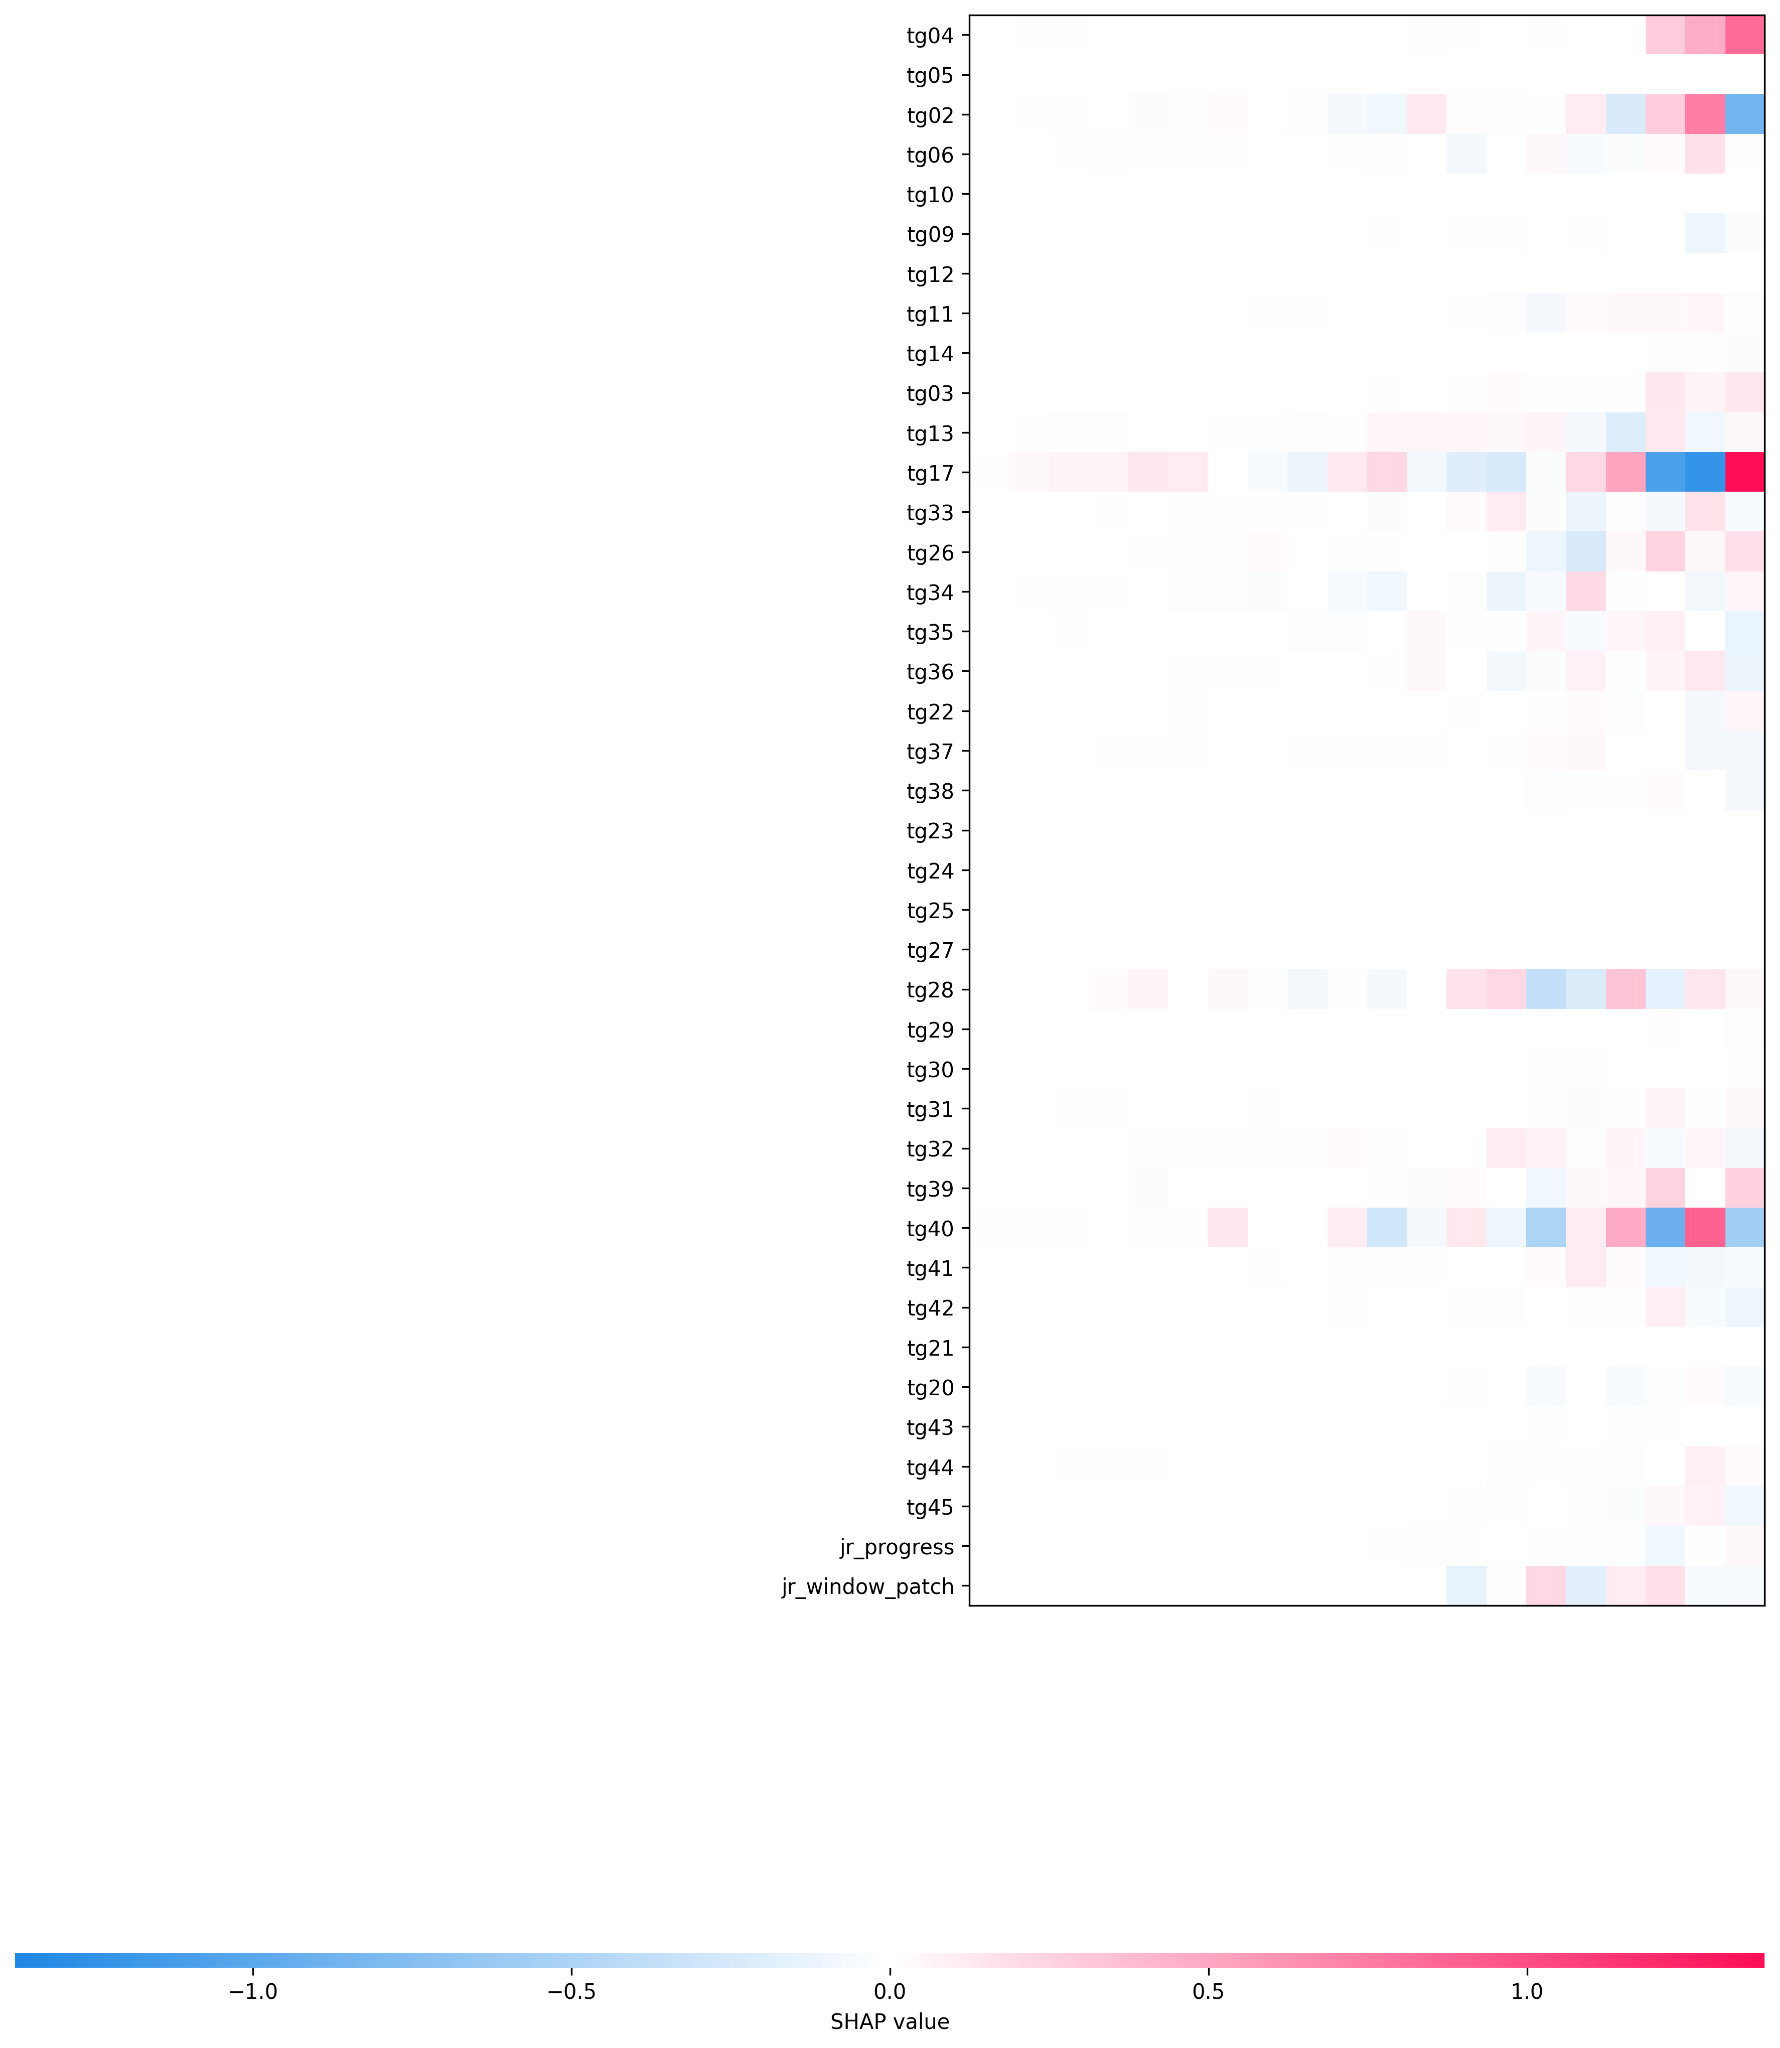 tg04
tg05
tg02
tg06
tg10
tg09
tg12
tg11
tg14
tg03
tg13
tg17
tg33
tg26
tg34
tg35
tg36
tg22
tg37
tg38
tg23
tg24
tg25
tg27
tg28
tg29
tg30
tg31
tg32
tg39
tg40
tg41
tg42
tg21
tg20
tg43
tg44
tg45
jr_progress
jr_window_patch
−1.0 −0.5 0.0 0.5 1.0
SHAP value